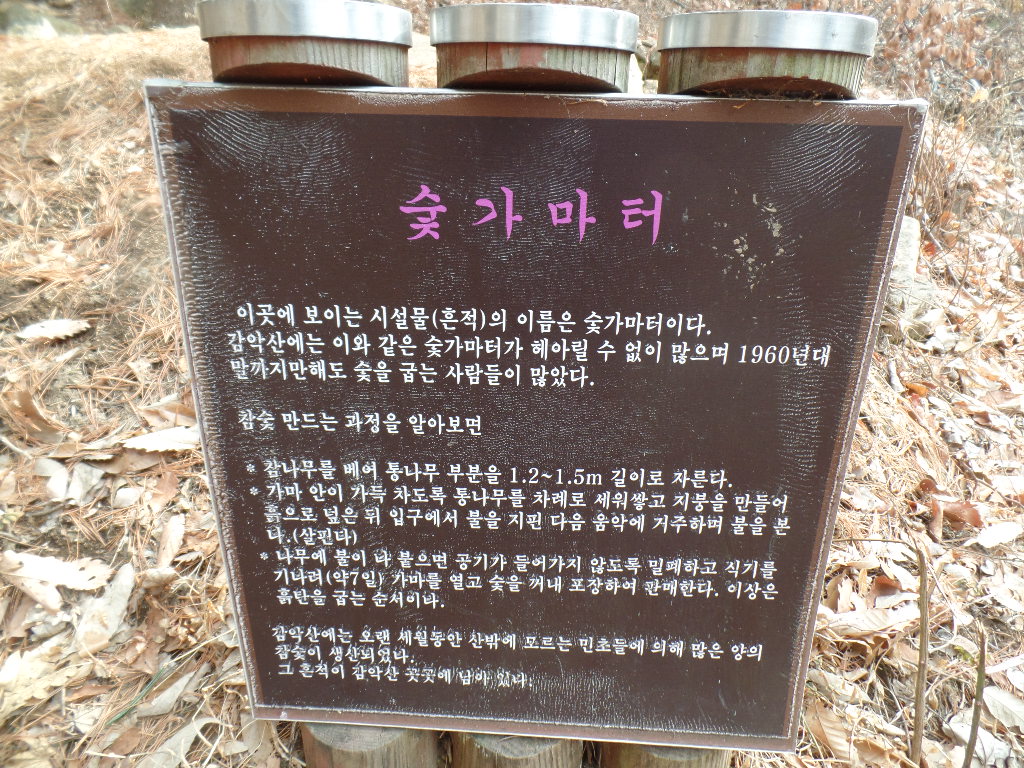 숯가마터
이곳에 보이는 시설물(흔적)의 이름은 숯가마터이다.
감악산에는 이와 같은 숯가마터가 헤아릴 수 없이 많으며 1960년대
말까지만해도 숯을 굽는 사람들이 많았다.
참숯 만드는 과정을 알아보면
* 참나무를 베어 통나무 부분을 1.2~1.5m 길이로 자른다.
* 가마 안이 가득 차도록 통나무를 차례로 세워쌓고 지붕을 만들어
흙으로 덮은 뒤 입구에서 불을 지핀 다음 움막에 거주하며 불을 본
다.(살핀다)
* 나무에 불이 다 붙으면 공기가 들어가지 않도록 밀폐하고 식기를
기다려(약7일) 가마를 열고 숯을 꺼내 포장하여 판매한다. 이상은
흙탄을 굽는 순서이다.
감악산에는 오랜 세월동안 산밖에 모르는 민초들에 의해 많은 양의
참숯이 생산되었다.
그 흔적이 감악산 곳곳에 남아 있다.